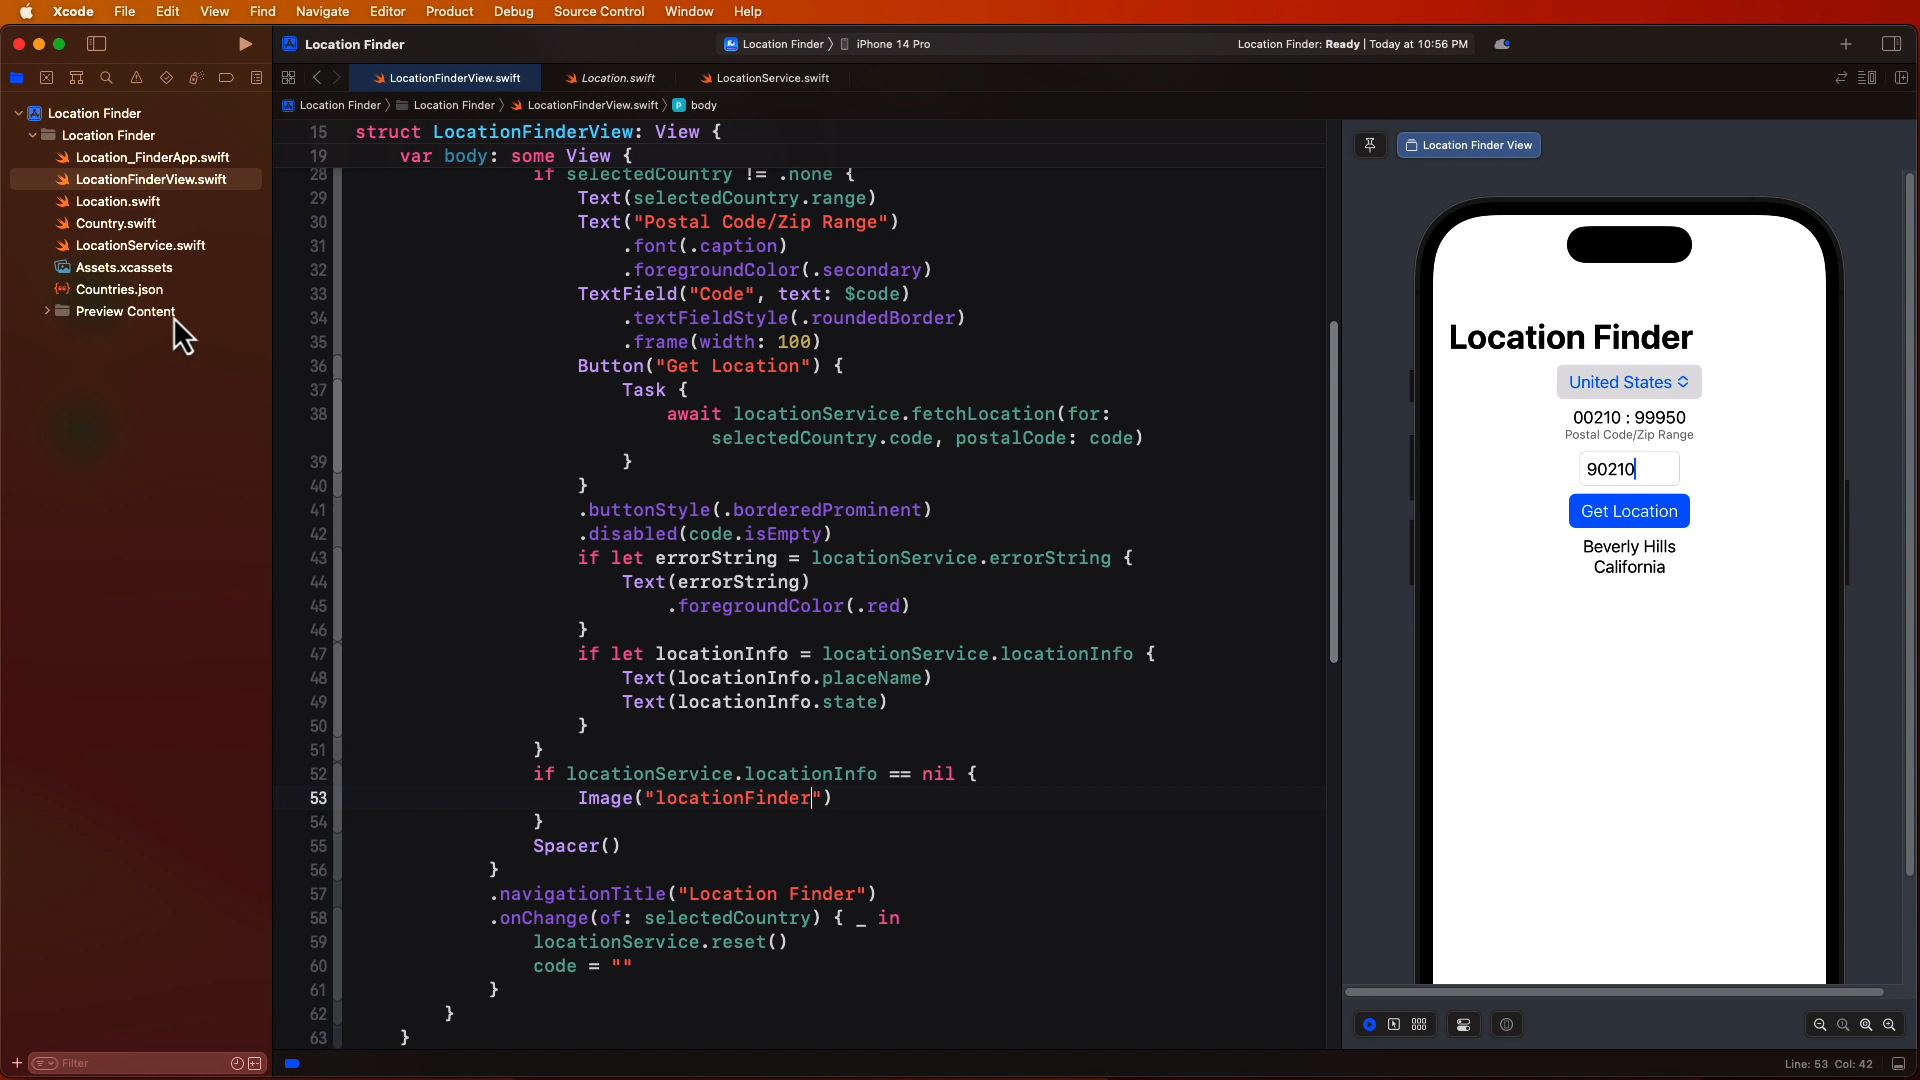 Xcode File Edit View Find Navigate Editor Product Debug Source Control Window Help
Location Finder
Location Finder iPhone 14 Pro
Location Finder: Ready | Today at 10:56 PM
LocationFinderView.swift
Location.swift
LocationService.swift
Location Finder
Location Finder
LocationFinderView.swift
body
Location Finder
Location Finder
Location_FinderApp.swift
LocationFinderView.swift
Location.swift
Country.swift
LocationService.swift
Assets.xcassets
Countries.json
Preview Content
Filter
15 struct LocationFinderView: View {
19 var body: some View {
28 if selectedCountry != .none {
29 Text(selectedCountry.range)
30 Text("Postal Code/Zip Range")
31 .font(.caption)
32 .foregroundColor(.secondary)
33 TextField("Code", text: $code)
34 .textFieldStyle(.roundedBorder)
35 .frame(width: 100)
36 Button("Get Location") {
37 Task {
38 await locationService.fetchLocation(for:
selectedCountry.code, postalCode: code)
39 }
40 }
41 .buttonStyle(.borderedProminent)
42 .disabled(code.isEmpty)
43 if let errorString = locationService.errorString {
44 Text(errorString)
45 .foregroundColor(.red)
46 }
47 if let locationInfo = locationService.locationInfo {
48 Text(locationInfo.placeName)
49 Text(locationInfo.state)
50 }
51 }
52 if locationService.locationInfo == nil {
53 Image("locationFinder")
54 }
55 Spacer()
56 }
57 .navigationTitle("Location Finder")
58 .onChange(of: selectedCountry) { _ in
59 locationService.reset()
60 code = ""
61 }
62 }
63 }
Location Finder View
Location Finder
United States
00210 : 99950
Postal Code/Zip Range
90210
Get Location
Beverly Hills
California
Line: 53 Col: 42